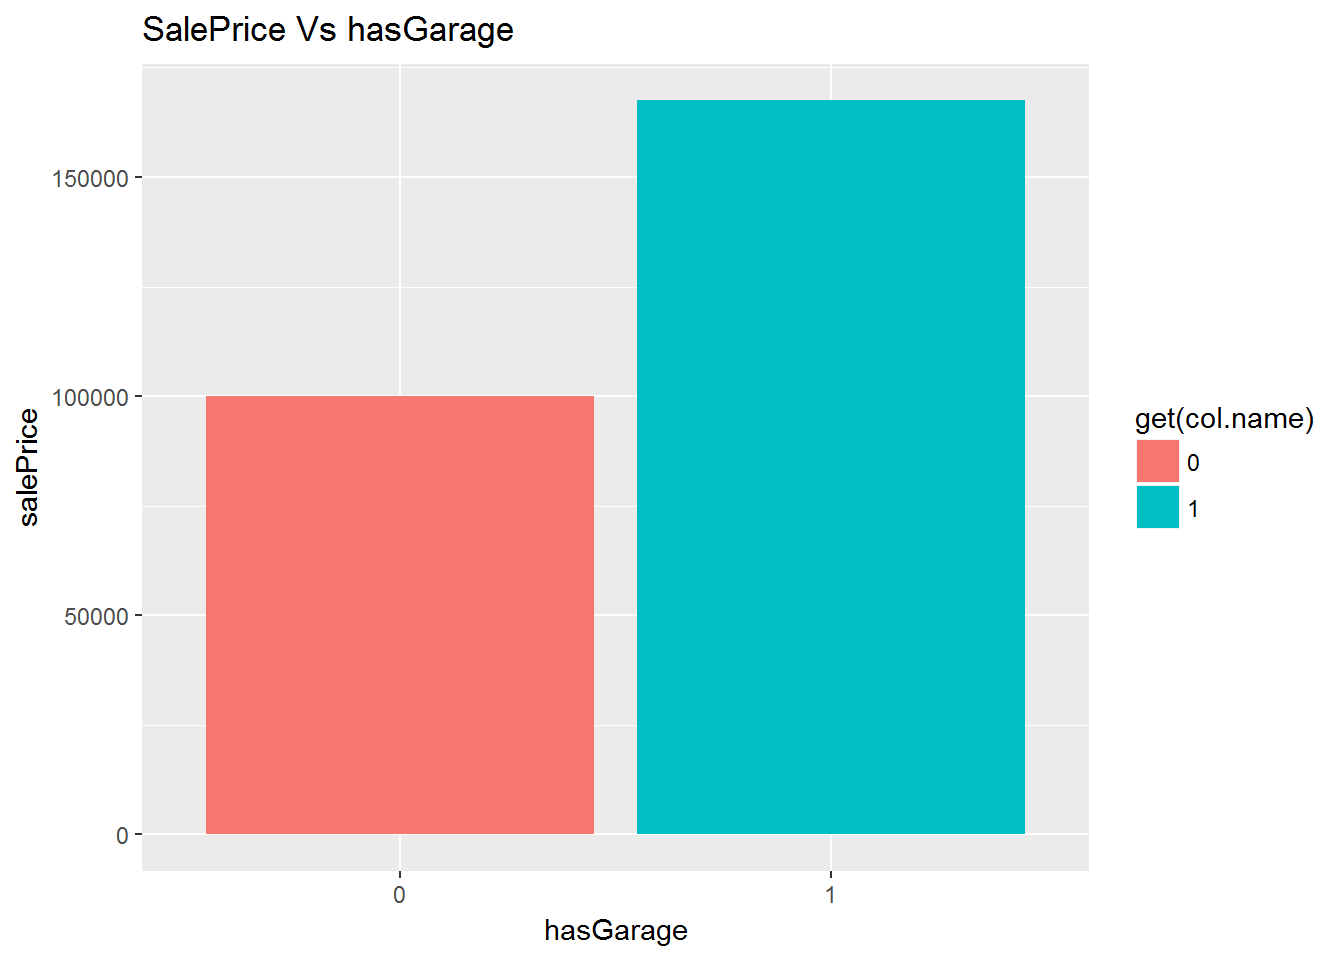 SalePrice Vs hasGarage
150000
100000
50000
0
salePrice
0
1
hasGarage
get(col.name)
0
1